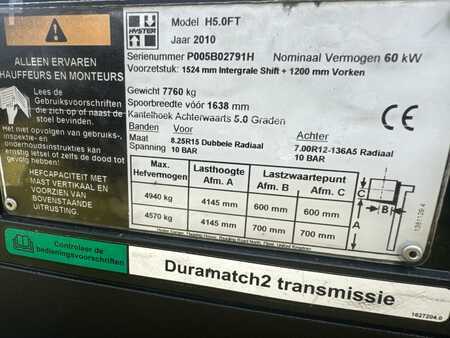 ALLEEN ERVAREN
CHAUFFEURS EN MONTEURS
Lees de
Gebruiksvoorschriften
die zich op of naast de
stoel bevinden.
Het niet opvolgen van gebruiks-,
inspectie- en
ernstig letsel of zelfs de dood
tot gevolg hebben.
HEFCAPACITEIT MET
MAST VERTIKAAL EN
VOORZIEN VAN
BOVENSTAANDE
UITRUSTING.
HYSTER
Model H5.0FT
Jaar 2010
Serienummer P005B02791H Nominaal Vermogen 60 kW
Voorzetstuk: 1524 mm Intergrale Shift + 1200 mm Vorken
Gewicht 7760 kg
Spoorbreedte vóór 1638 mm
Kantelhoek Achterwaarts 5.0 Graden
Banden Voor Achter
Maat 8.25R15 Dubbele Radiaal 7.00R12-136A5 Radiaal
Spanning 10 BAR 10 BAR
CE
Max. Hefvermogen Lasthoogte Afm. A Lastzwaartepunt Afm. B Afm. C
4940 kg 4145 mm 600 mm 600 mm
4570 kg 4145 mm 700 mm 700 mm
C
B
A
Controleer de
bedieningsvoorschriften
Duramatch2 transmissie
1627204.0